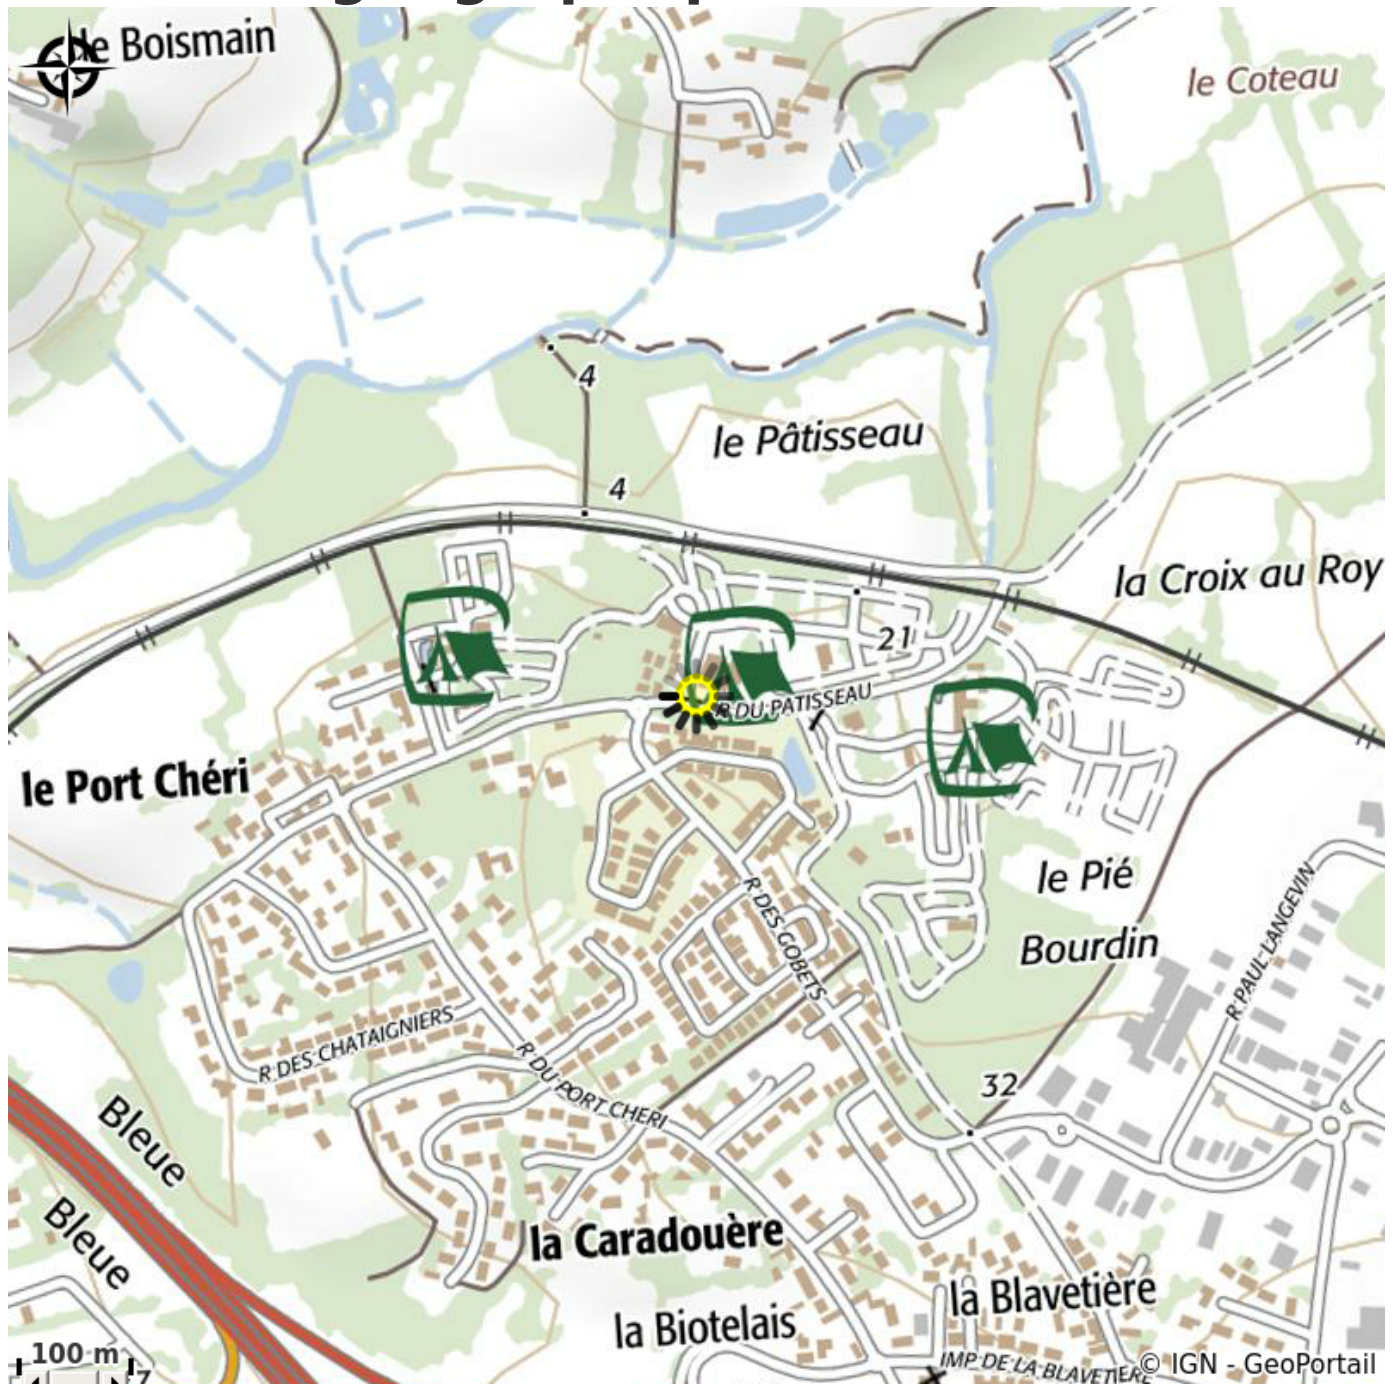 le Boismain
le Coteau
4
le Pâtisseau
4
la Croix au Roy
21
R DU PATISSEAU
le Port Chéri
le Pié
Bourdin
R DES GOBETS
R PAUL-LANGEVIN
R DES CHATAIGNIERS
R DU PORT CHERI
32
Bleue
Bleue
la Caradouère
la Blavetière
la Biotelais
IMP DE LA BLAVETIERE
100 m
7
© IGN - GeoPortail